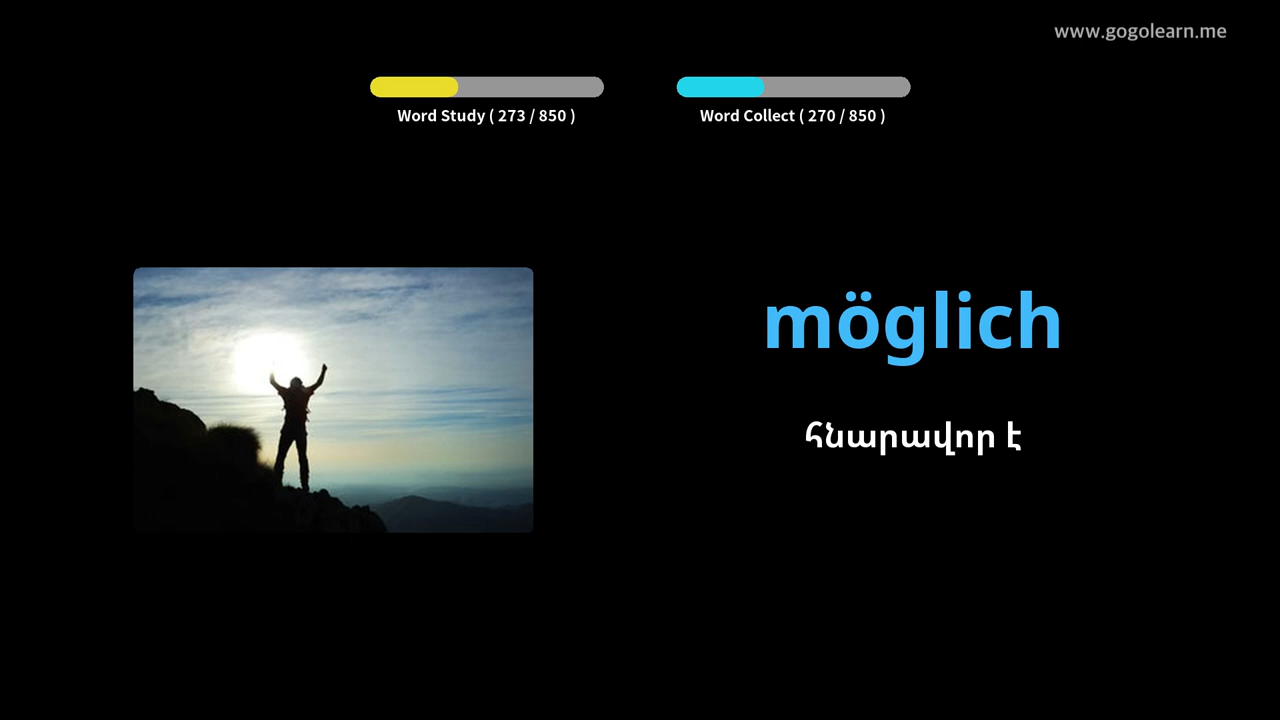 www.gogolearn.me
Word Study ( 273 / 850 )
Word Collect ( 270 / 850 )
möglich
հնարավոր է